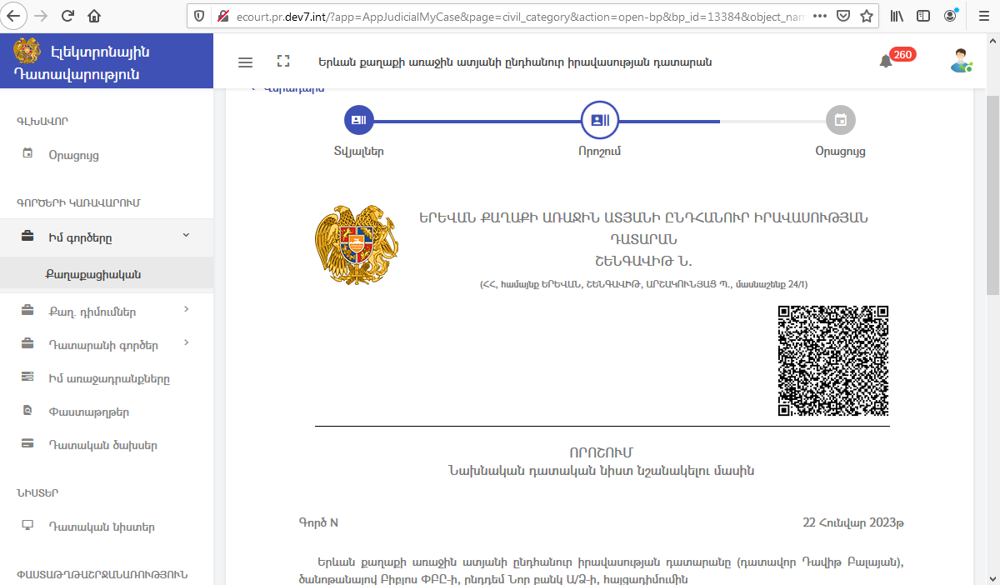 ecourt.pr.dev7.int/?app=AppJudicialMyCase&page=civil_category&action=open-bp&bp_id=13384&object_nam
Էլեկտրոնային
Դատավարություն
Երևան քաղաքի առաջին ատյանի ընդհանուր իրավասության դատարան
260
ԳԼԽԱՎՈՐ
Օրացույց
ԳՈՐԾԵՐԻ ԿԱՌԱՎԱՐՈՒՄ
Իմ գործերը
Քաղաքացիական
Քաղ. դիմումներ
Դատարանի գործեր
Իմ առաջադրանքները
Փաստաթղթեր
Դատական ծախսեր
ՆԻՍՏԵՐ
Դատական նիստեր
ՓԱՍՏԱԹՂԹԱՇՐՋԱՆԱՌՈՒԹՅՈՒՆ
Վերադառնալ
Տվյալներ
Որոշում
Օրացույց
ԵՐԵՎԱՆ ՔԱՂԱՔԻ ԱՌԱՋԻՆ ԱՏՅԱՆԻ ԸՆԴՀԱՆՈՒՐ ԻՐԱՎԱՍՈՒԹՅԱՆ
ԴԱՏԱՐԱՆ
ՇԵՆԳԱՎԻԹ Ն.
(ՀՀ, համայնք ԵՐԵՎԱՆ, ՇԵՆԳԱՎԻԹ, ԱՐՇԱԿՈՒՆՅԱՑ Պ., մասնաշենք 24/1)
ՈՐՈՇՈՒՄ
Նախնական դատական նիստ նշանակելու մասին
Գործ N
22 Հունվար 2023թ
Երևան քաղաքի առաջին ատյանի ընդհանուր իրավասության դատարանը (դատավոր Դավիթ Բալայան),
ծանոթանալով Բիբլոս ՓԲԸ-ի, ընդդեմ Նոր բանկ Ա/Ձ-ի, հայցադիմումին